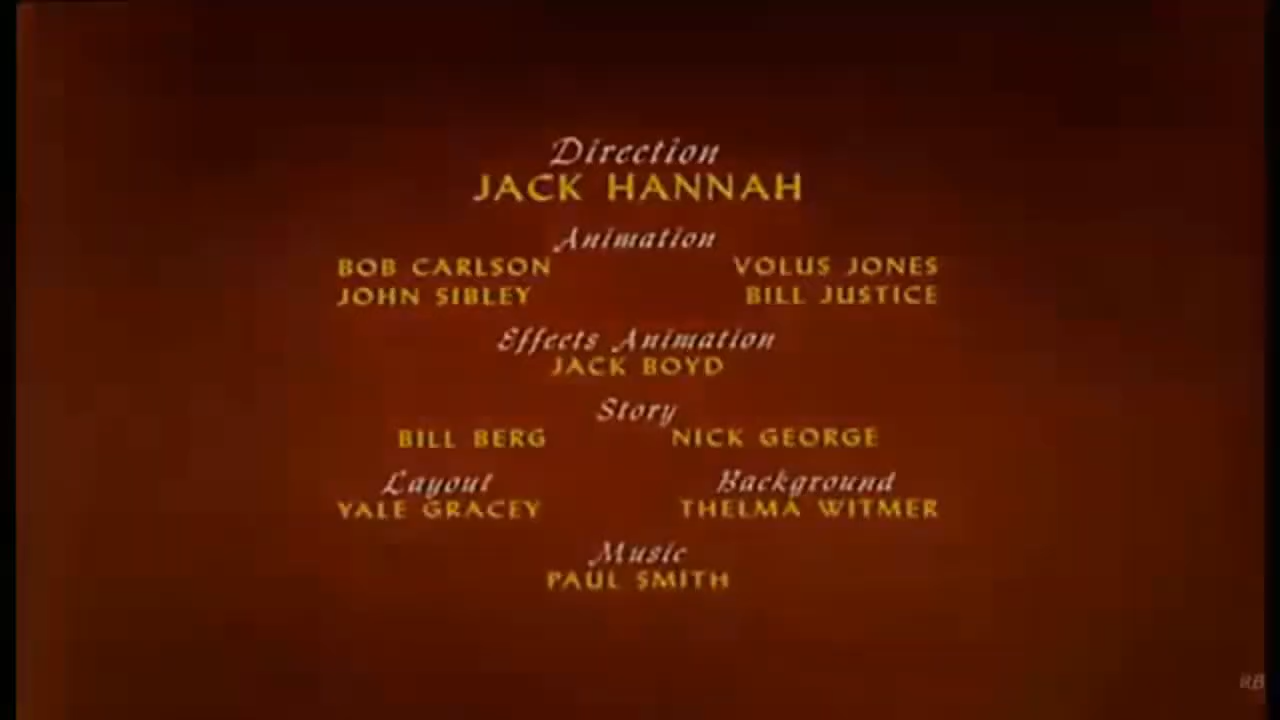 Direction
JACK HANNAH
Animation
BOB CARLSON VOLUS JONES
JOHN SIBLEY BILL JUSTICE
Effects Animation
JACK BOYD
Story
BILL BERG NICK GEORGE
Layout Background
YALE GRACEY THELMA WITMER
Music
PAUL SMITH
RB